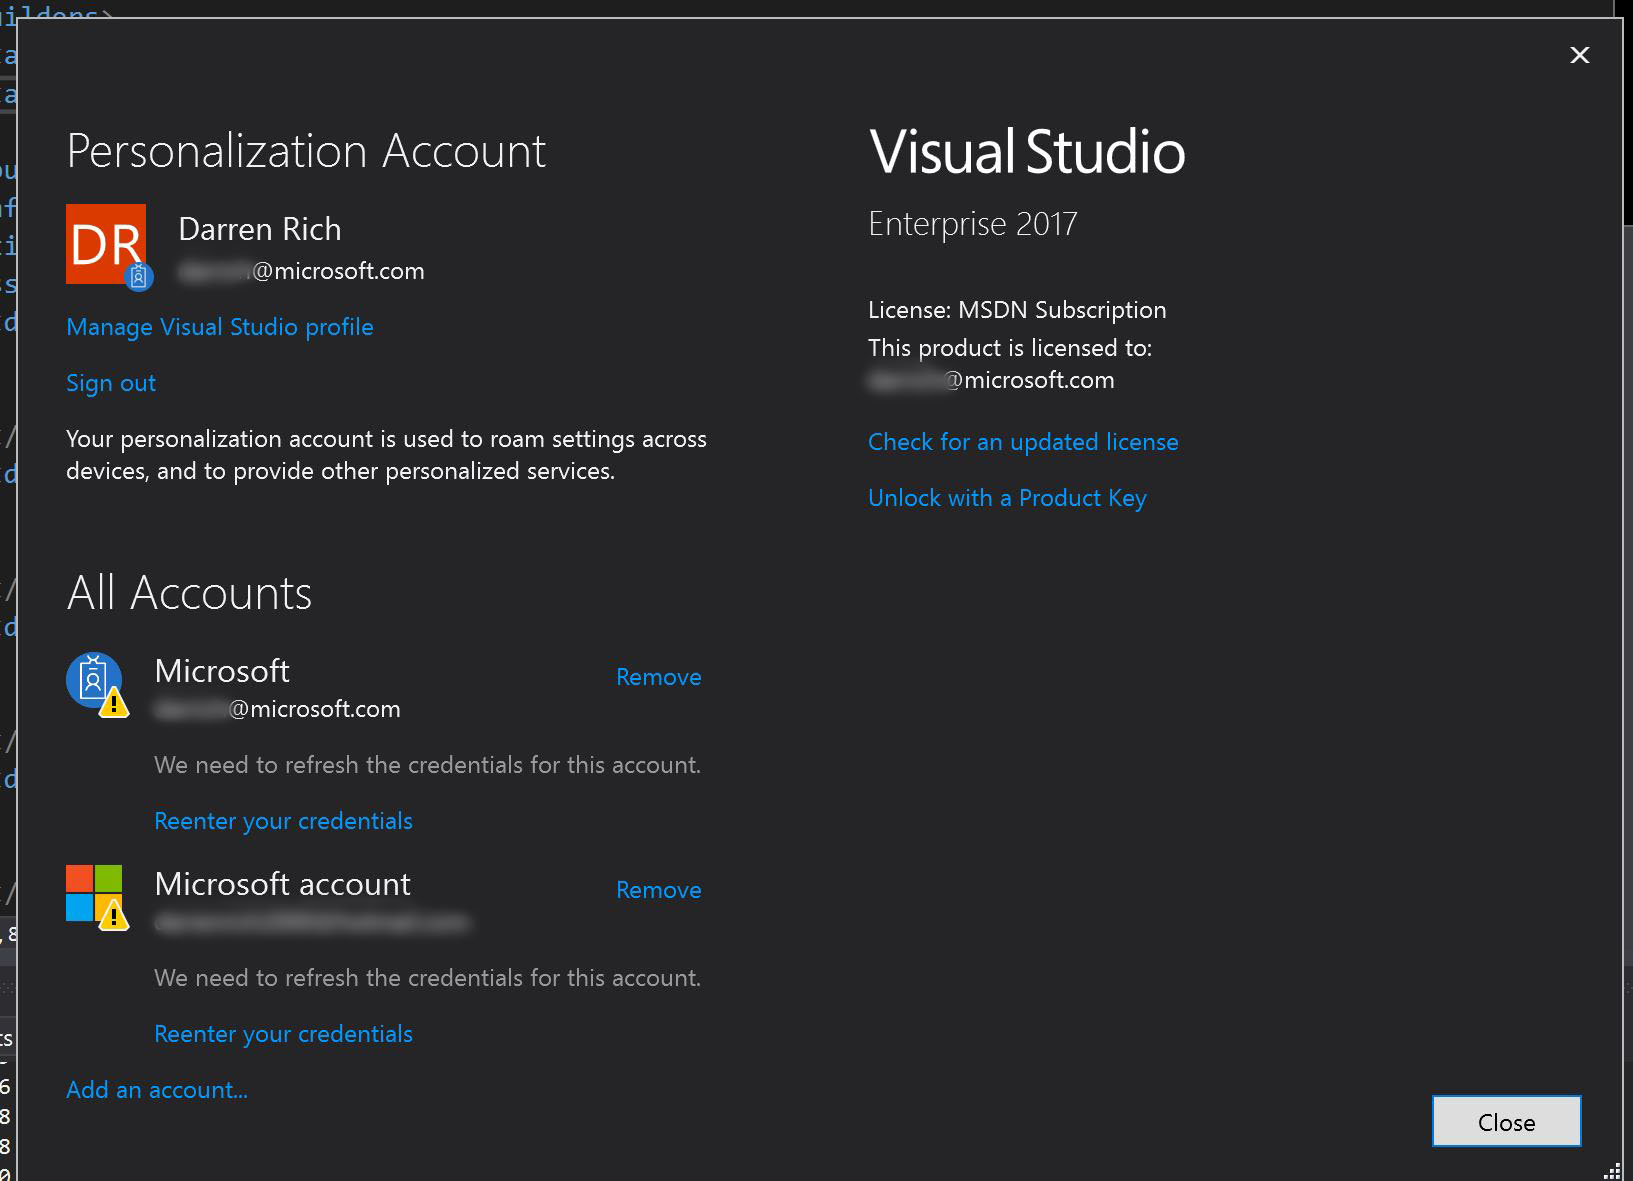 Personalization Account
DR
Darren Rich
@microsoft.com
Manage Visual Studio profile
Sign out
Your personalization account is used to roam settings across
devices, and to provide other personalized services.
All Accounts
Microsoft
Remove
@microsoft.com
We need to refresh the credentials for this account.
Reenter your credentials
Microsoft account
Remove
We need to refresh the credentials for this account.
Reenter your credentials
Add an account...
Visual Studio
Enterprise 2017
License: MSDN Subscription
This product is licensed to:
@microsoft.com
Check for an updated license
Unlock with a Product Key
Close